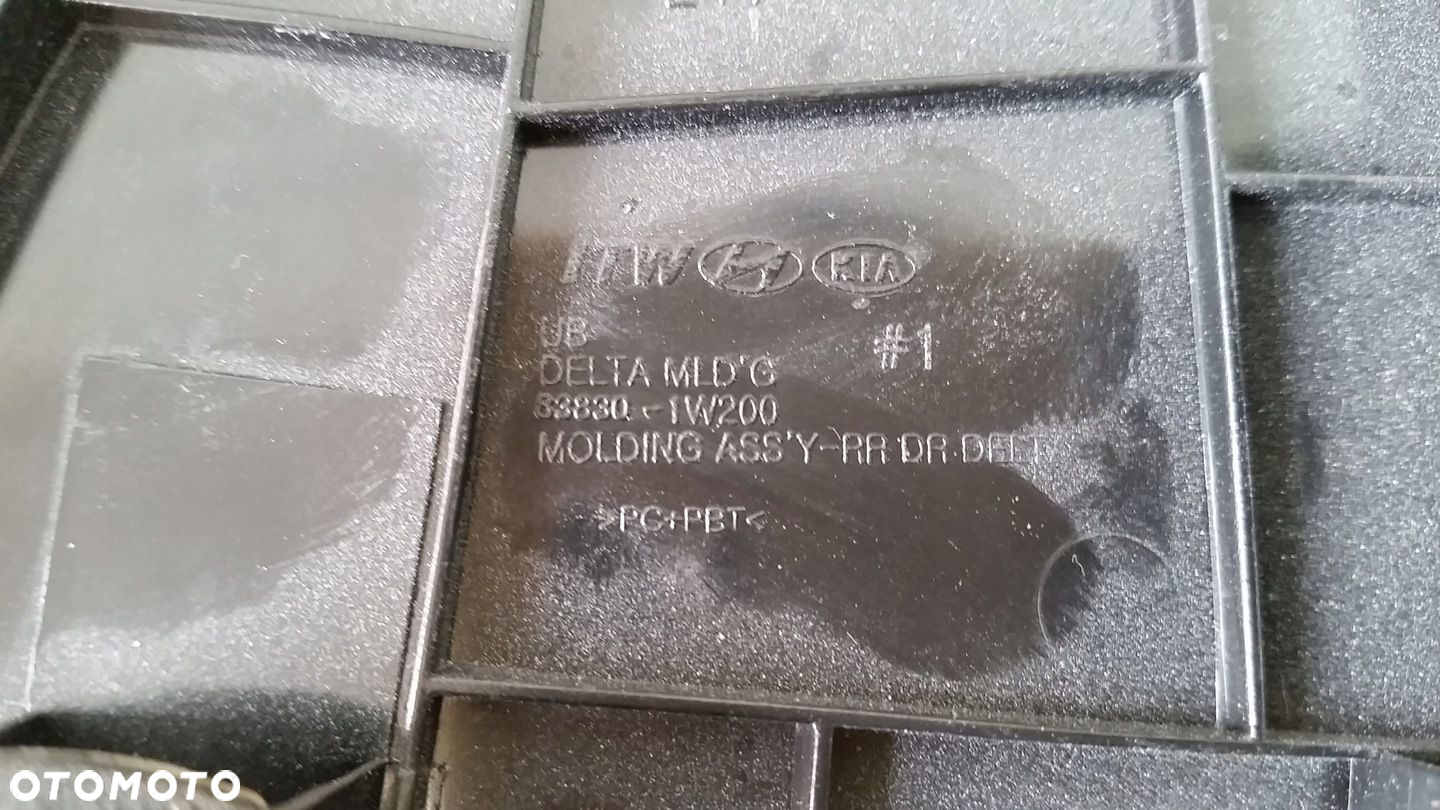 ITW KIA
UB #1
DELTA MLD'G
83830-1W200
MOLDING ASS'Y-RR DR DELT
>PC+PBT<
OTOMOTO